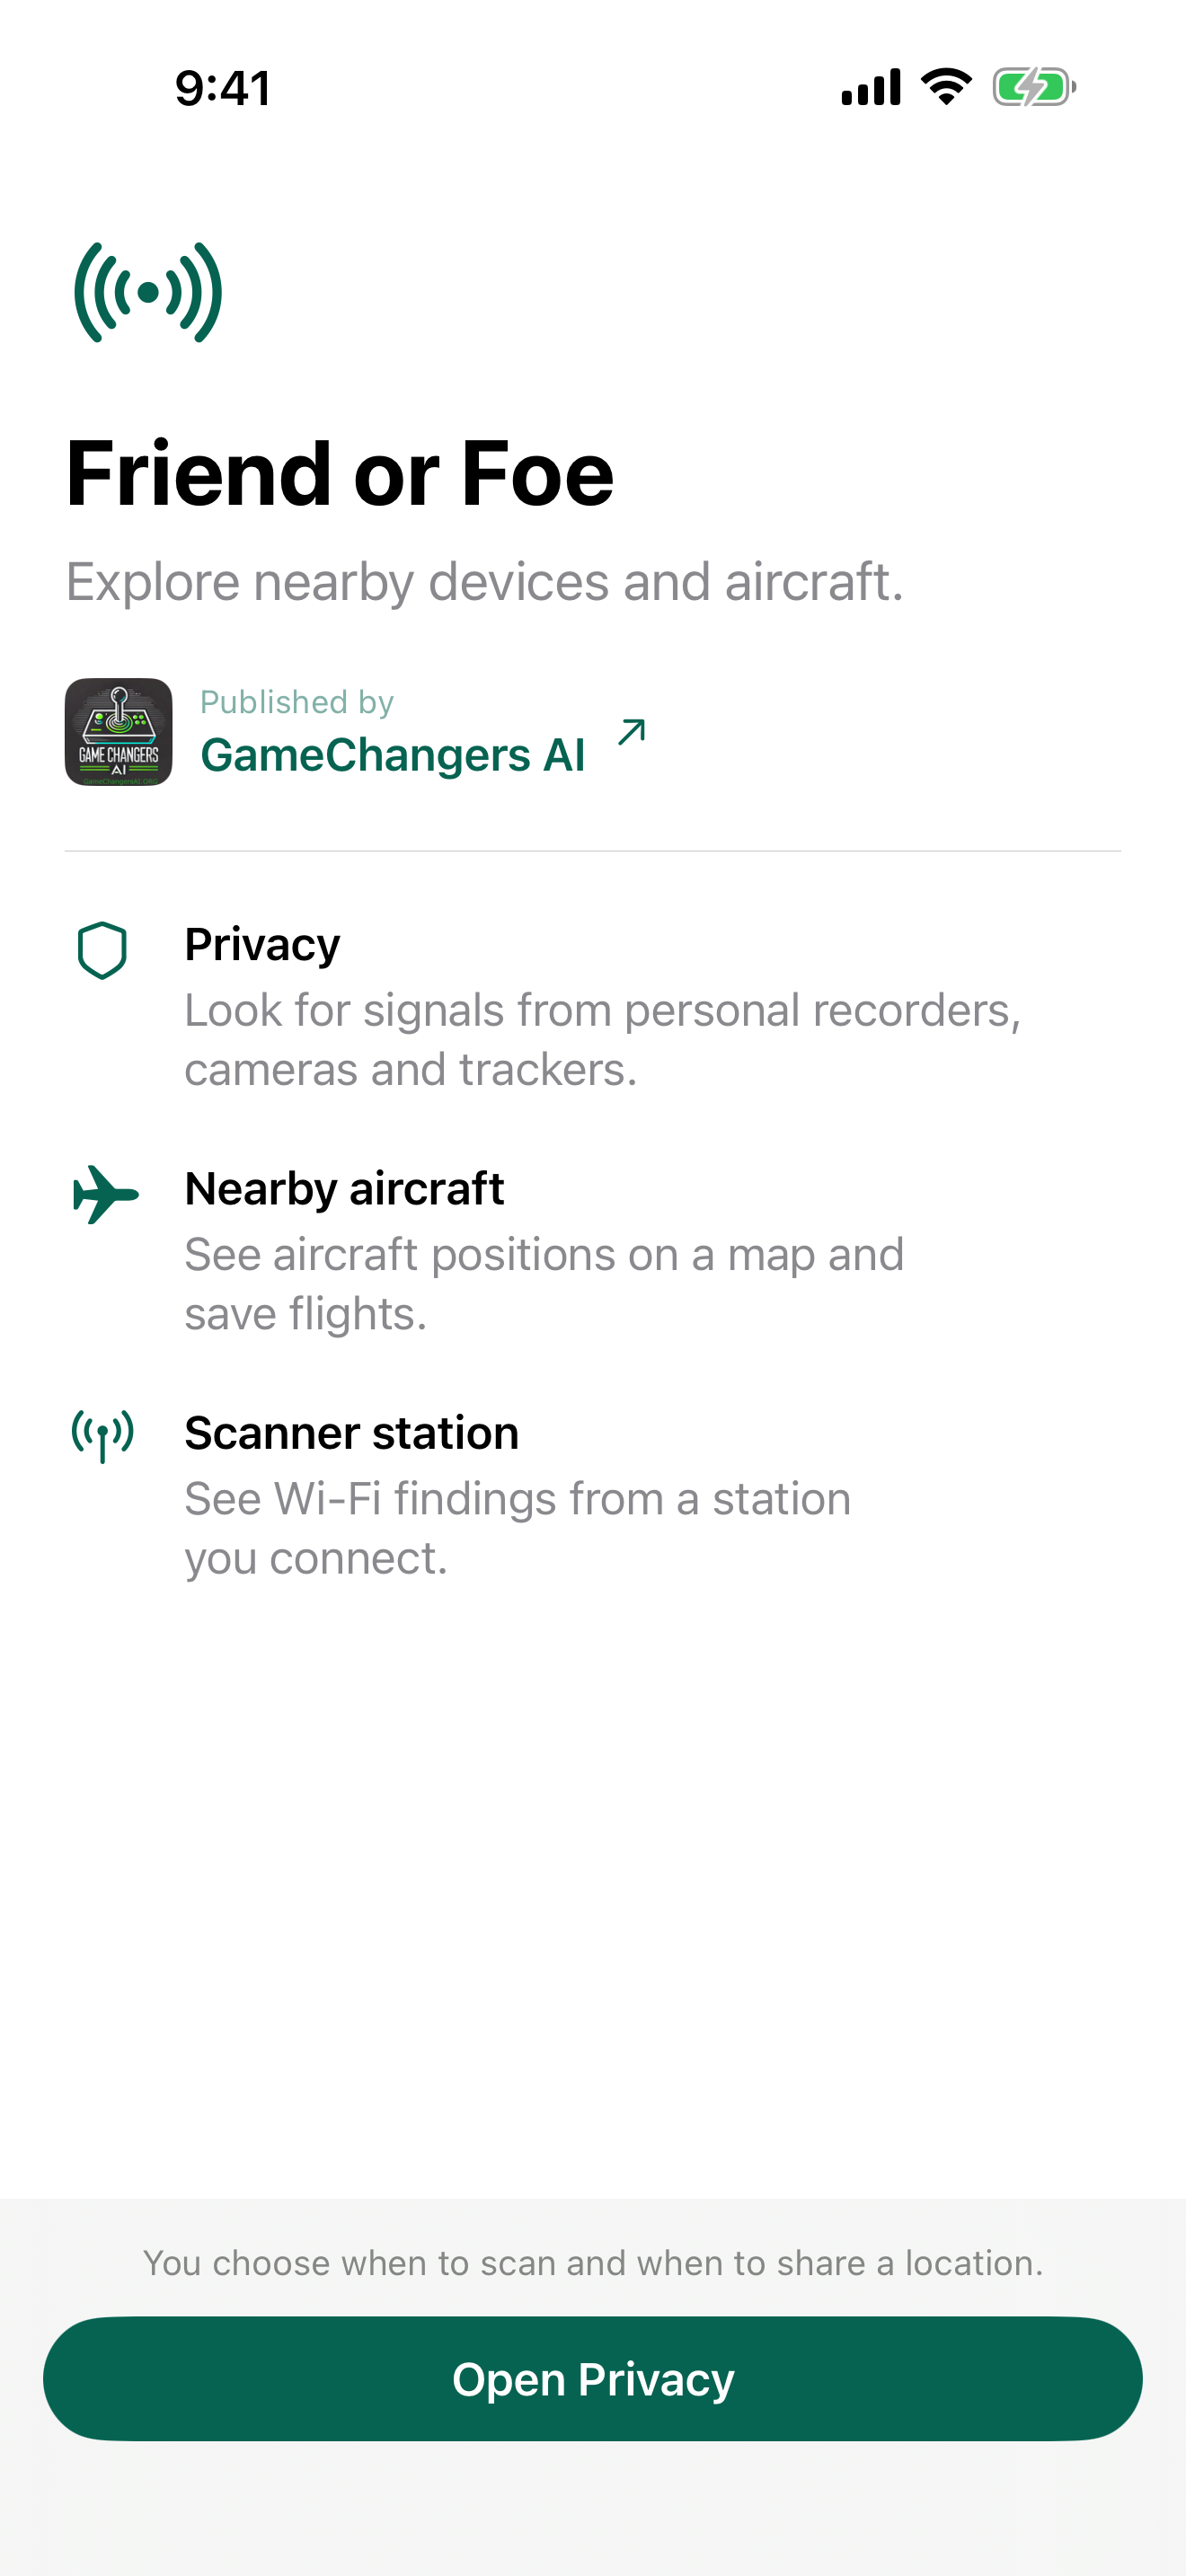 9:41
Friend or Foe
Explore nearby devices and aircraft.
GAME CHANGERS
AI
GameChangersAI.ORG
Published by
GameChangers AI
Privacy
Look for signals from personal recorders,
cameras and trackers.
Nearby aircraft
See aircraft positions on a map and
save flights.
Scanner station
See Wi-Fi findings from a station
you connect.
You choose when to scan and when to share a location.
Open Privacy